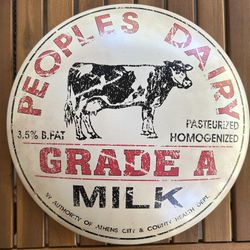 PEOPLES DAIRY
PASTEURIZED
HOMOGENIZED
3.5% B.FAT
GRADE A
MILK
BY AUTHORITY OF ATHENS CITY & COUNTY HEALTH DEPT.